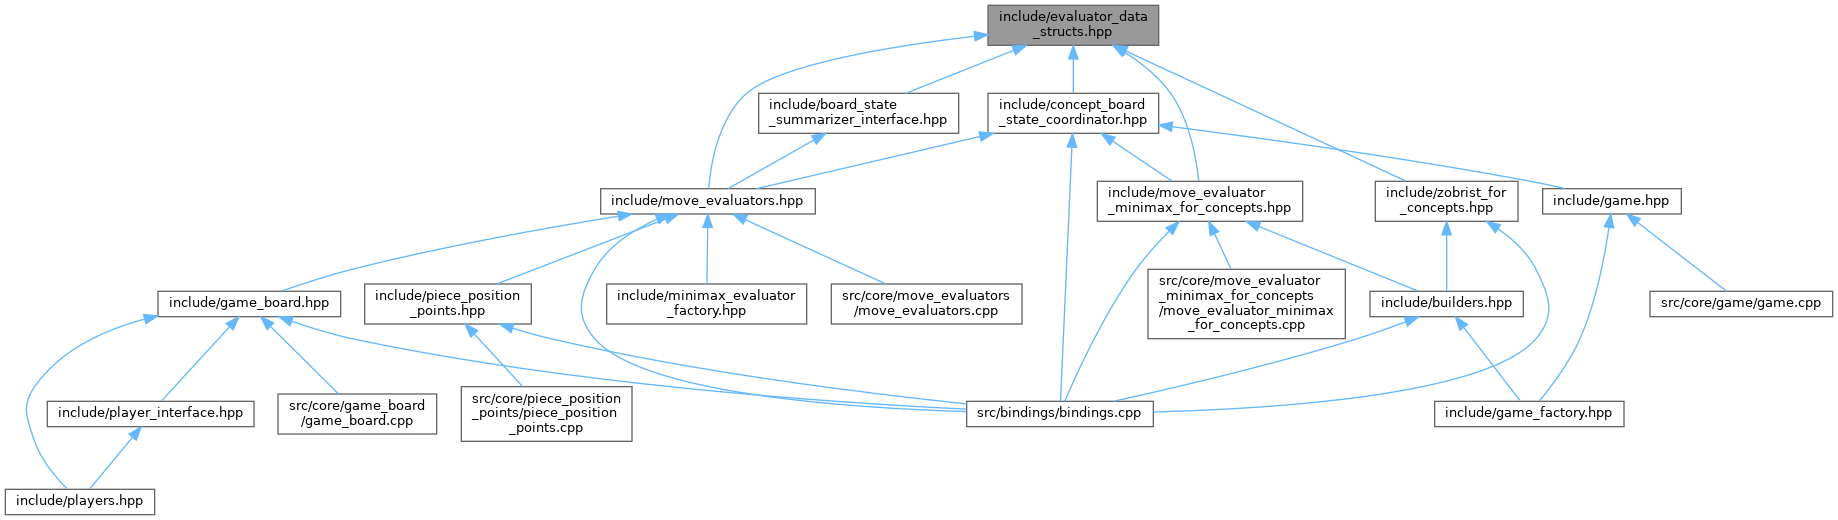 include/evaluator_data
_structs.hpp
include/board_state
_summarizer_interface.hpp
include/concept_board
_state_coordinator.hpp
include/move_evaluators.hpp
include/move_evaluator
_minimax_for_concepts.hpp
include/zobrist_for
_concepts.hpp
include/game.hpp
include/game_board.hpp
include/piece_position
_points.hpp
include/minimax_evaluator
_factory.hpp
src/core/move_evaluators
/move_evaluators.cpp
src/core/move_evaluator
_minimax_for_concepts
/move_evaluator_minimax
_for_concepts.cpp
include/builders.hpp
src/core/game/game.cpp
include/player_interface.hpp
src/core/game_board
/game_board.cpp
src/core/piece_position
_points/piece_position
_points.cpp
src/bindings/bindings.cpp
include/game_factory.hpp
include/players.hpp